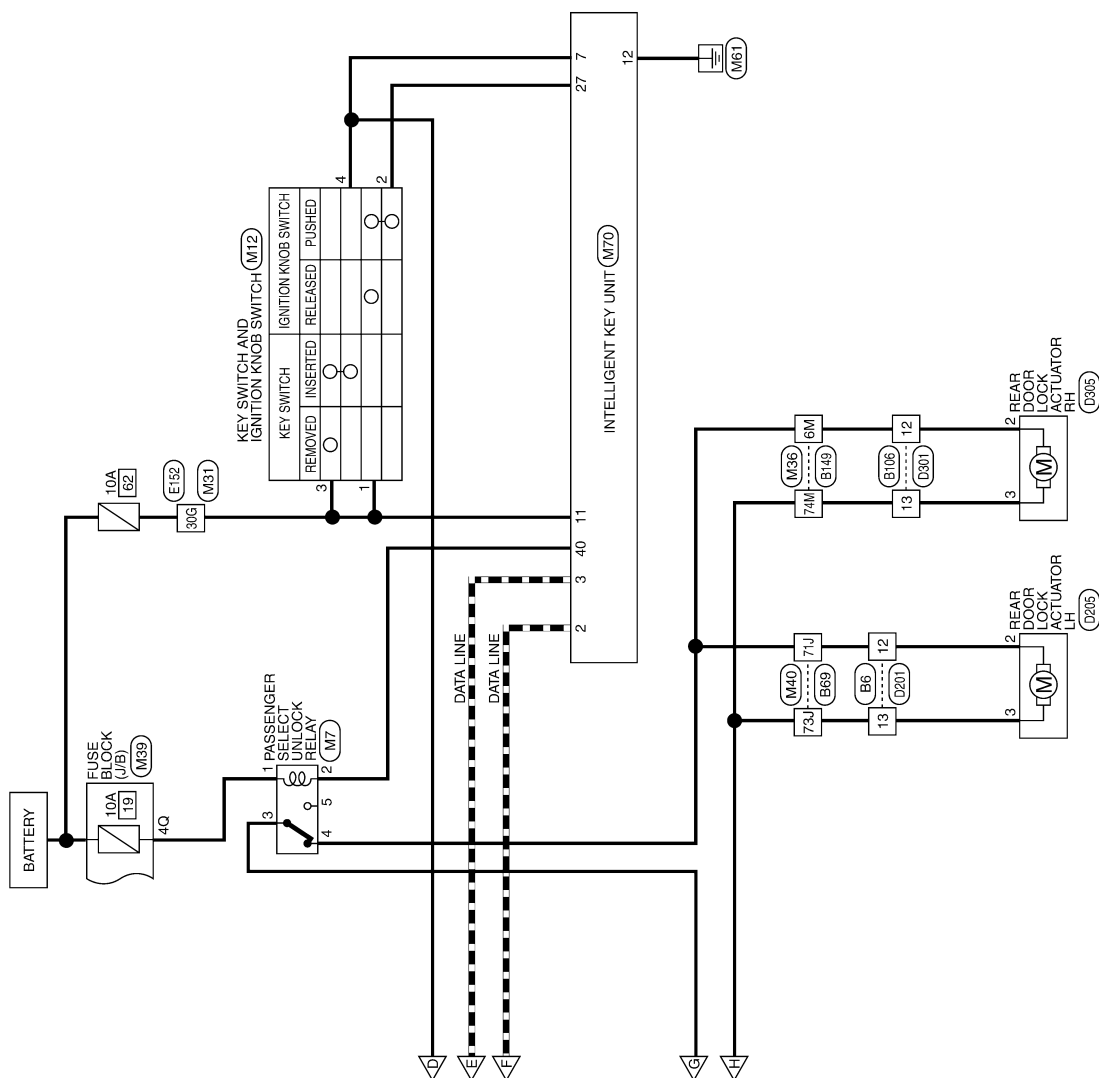 BATTERY
FUSE
BLOCK
(J/B)
M39
10A
19
4Q
10A
62
E152
30G
M31
PASSENGER
SELECT
UNLOCK
RELAY
M7
1
2
3
5
4
KEY SWITCH AND
IGNITION KNOB SWITCH
M12
KEY SWITCH
IGNITION KNOB SWITCH
REMOVED
INSERTED
RELEASED
PUSHED
3
1
4
2
DATA LINE
DATA LINE
2
3
40
11
27
7
INTELLIGENT KEY UNIT
M70
12
M61
73J
M40
B69
71J
13
B6
D201
12
3
2
M
REAR
DOOR
LOCK
ACTUATOR
LH
D205
74M
M36
B149
6M
13
B106
D301
12
3
2
M
REAR
DOOR
LOCK
ACTUATOR
RH
D305
D
E
F
G
H